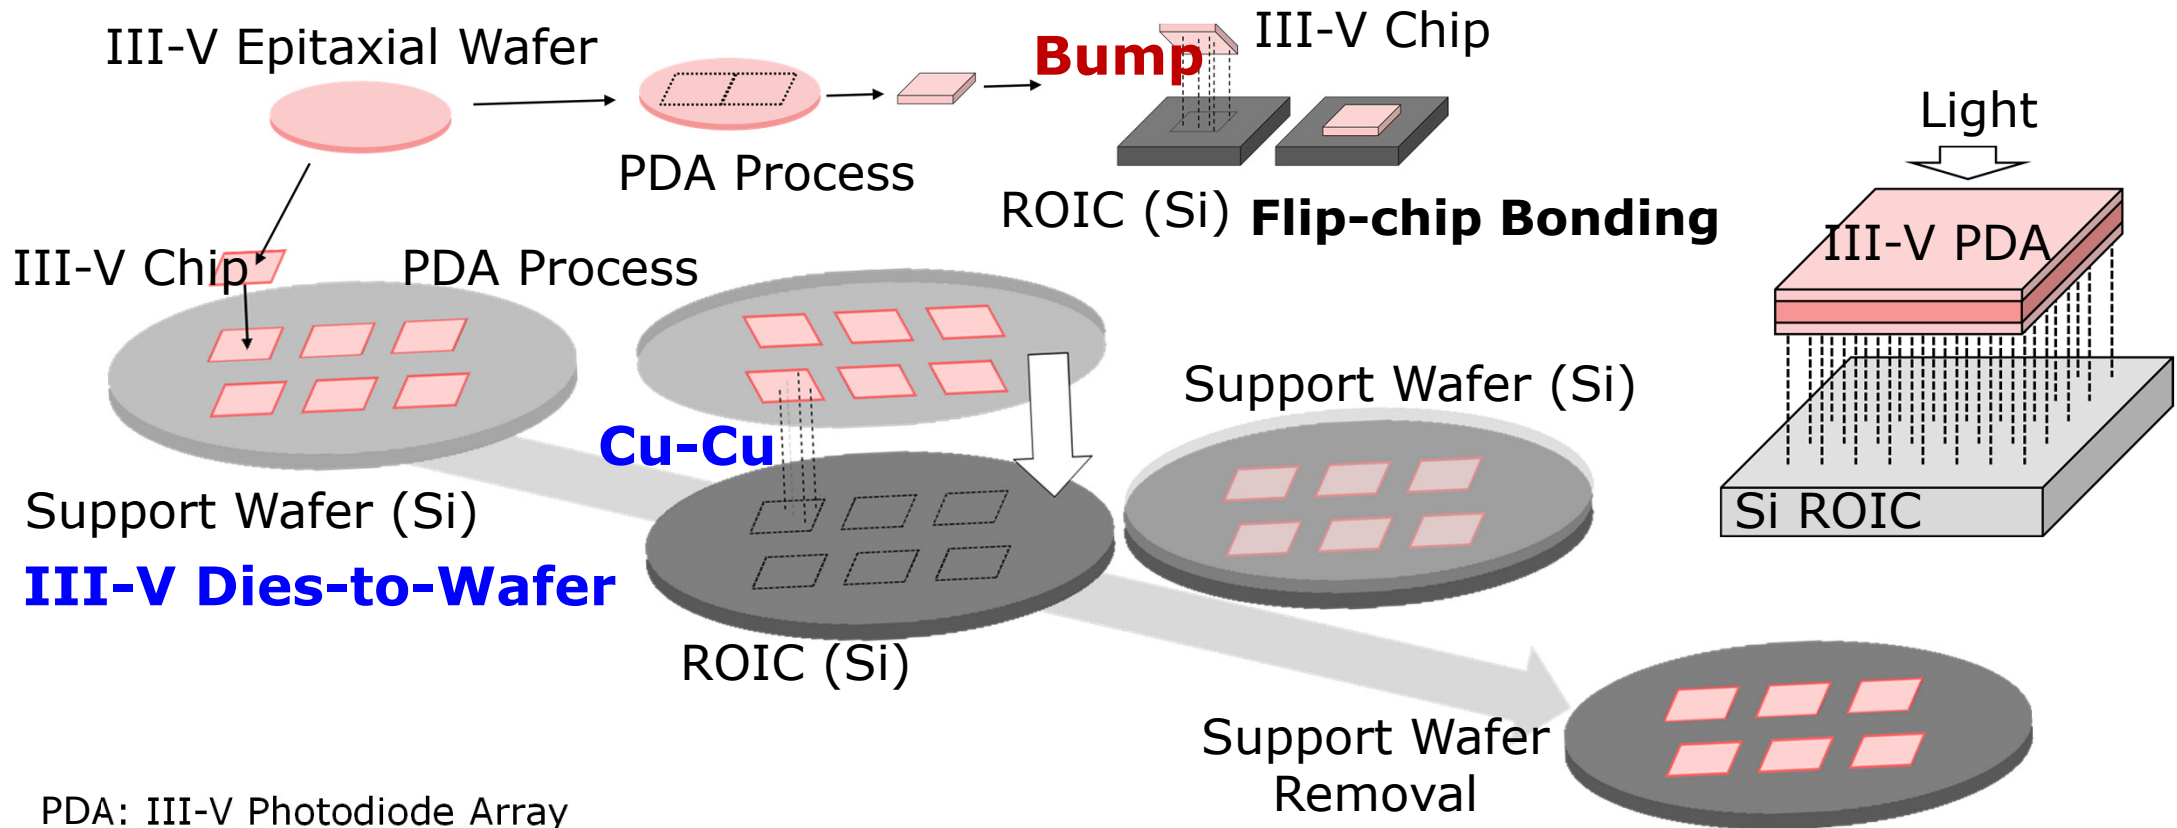 III-V Epitaxial Wafer
Bump
III-V Chip
PDA Process
ROIC (Si)
Flip-chip Bonding
Light
III-V PDA
Si ROIC
III-V Chip
PDA Process
Cu-Cu
Support Wafer (Si)
Support Wafer (Si)
III-V Dies-to-Wafer
ROIC (Si)
Support Wafer
Removal
PDA: III-V Photodiode Array